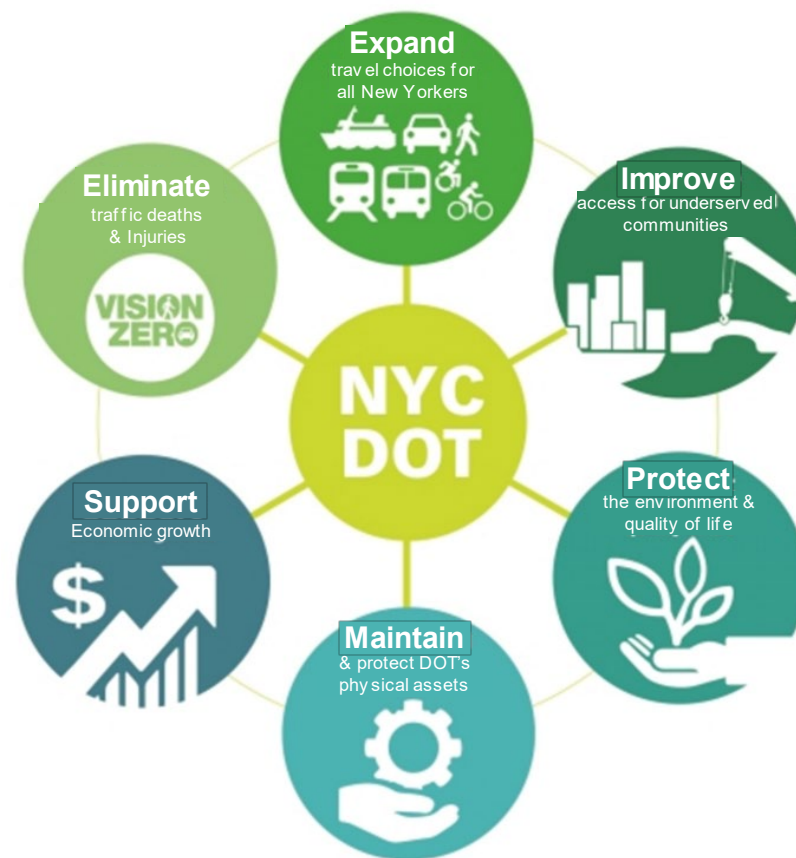 Expand
travel choices for
all New Yorkers
Improve
access for underserved
communities
Eliminate
traffic deaths
& Injuries
VISION
ZERO
NYC
DOT
Protect
the environment &
quality of life
Support
Economic growth
Maintain
& protect DOT's
physical assets
$